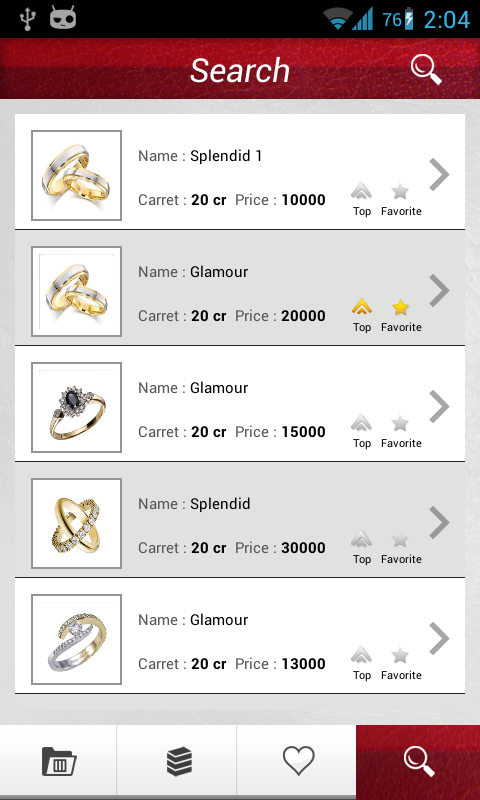 76 2:04
Search
Name : Splendid 1
Carret : 20 cr Price : 10000
Top Favorite
Name : Glamour
Carret : 20 cr Price : 20000
Top Favorite
Name : Glamour
Carret : 20 cr Price : 15000
Top Favorite
Name : Splendid
Carret : 20 cr Price : 30000
Top Favorite
Name : Glamour
Carret : 20 cr Price : 13000
Top Favorite